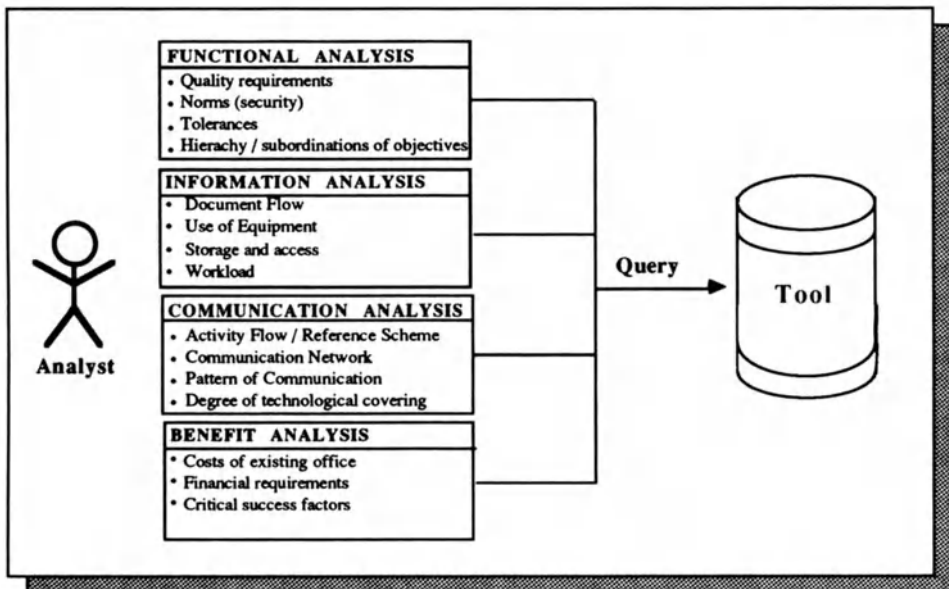 FUNCTIONAL ANALYSIS
• Quality requirements
• Norms (security)
• Tolerances
• Hierachy / subordinations of objectives
INFORMATION ANALYSIS
• Document Flow
• Use of Equipment
• Storage and access
• Workload
COMMUNICATION ANALYSIS
• Activity Flow / Reference Scheme
• Communication Network
• Pattern of Communication
• Degree of technological covering
BENEFIT ANALYSIS
• Costs of existing office
• Financial requirements
• Critical success factors
Analyst
Query
Tool